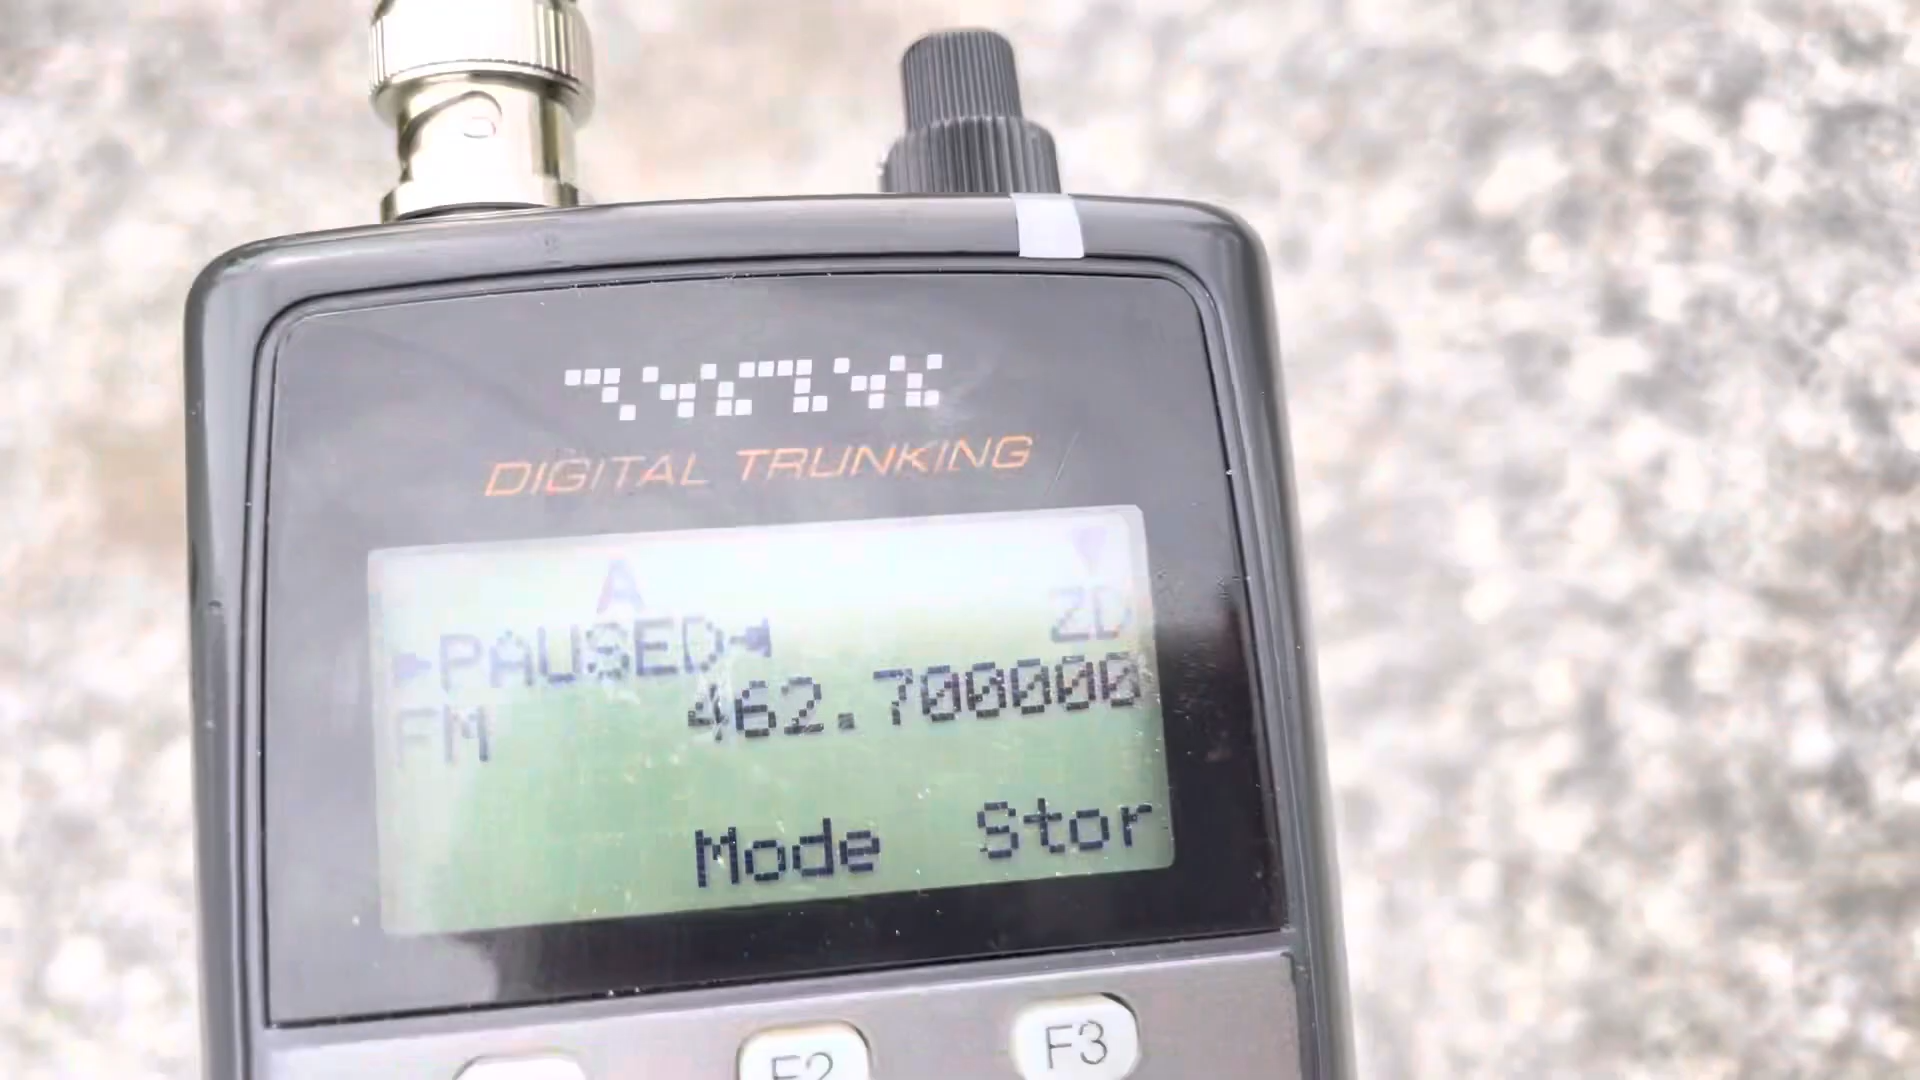 DIGITAL TRUNKING
A
►PAUSED◄ ZD
FM 462.700000
Mode Stor
F2 F3